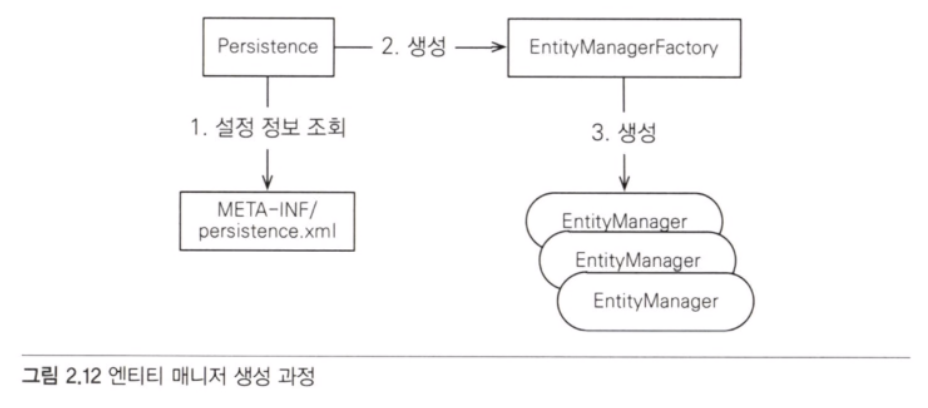 Persistence
2. 생성
EntityManagerFactory
1. 설정 정보 조회
3. 생성
META-INF/
persistence.xml
EntityManager
EntityManager
EntityManager
그림 2.12 엔티티 매니저 생성 과정